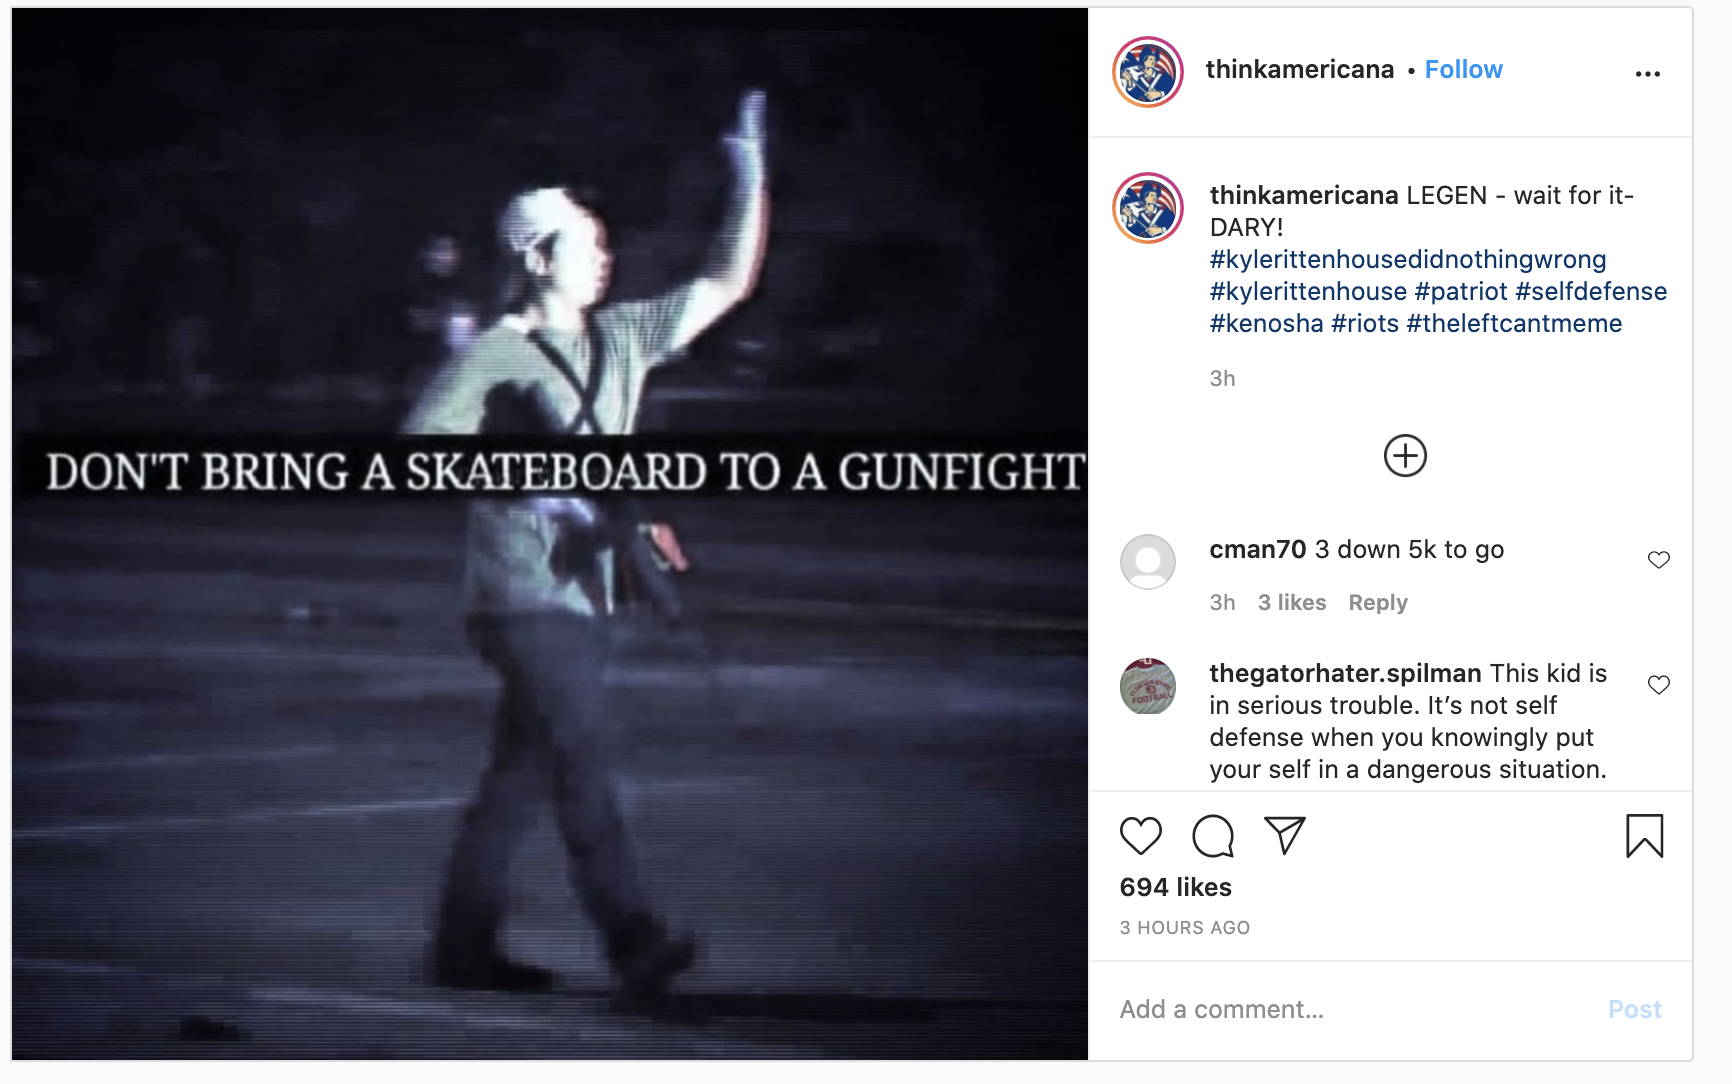 DON'T BRING A SKATEBOARD TO A GUNFIGHT
thinkamericana • Follow
thinkamericana LEGEN - wait for it-
DARY!
#kylerittenhousedidnothingwrong
#kylerittenhouse #patriot #selfdefense
#kenosha #riots #theleftcantmeme
3h
cman70 3 down 5k to go
3h 3 likes Reply
FOOTBALL
thegatorhater.spilman This kid is
in serious trouble. It’s not self
defense when you knowingly put
your self in a dangerous situation.
694 likes
3 HOURS AGO
Add a comment...
Post